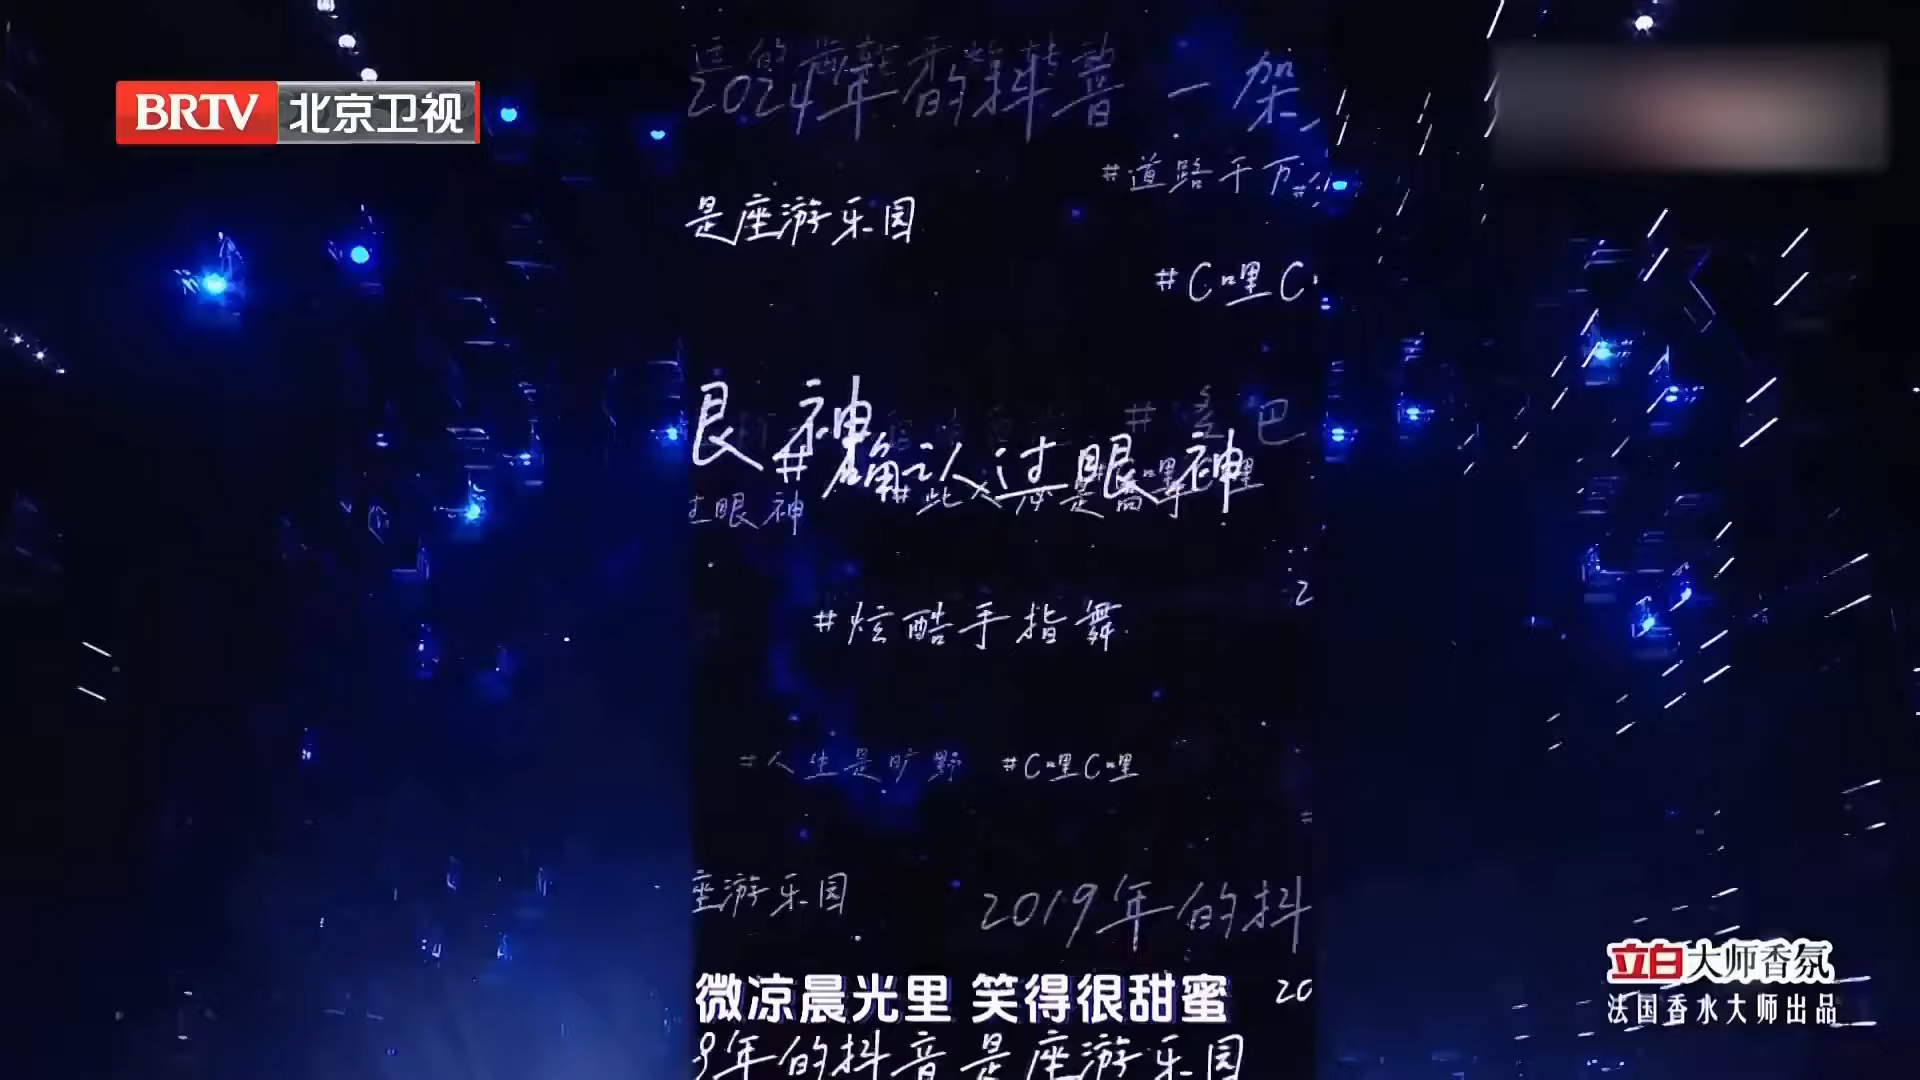 BRTV 北京卫视
2024年的抖音 一架
#道路千万
是座游乐园
#C哩C
艮 神
#确认过眼神
过眼神
#炫酷手指舞
#人生是旷野 #C哩C哩
座游乐园
2019年的抖
微凉晨光里 笑得很甜蜜
20
9年的抖音是座游乐园
立白大师香氛
法国香水大师出品